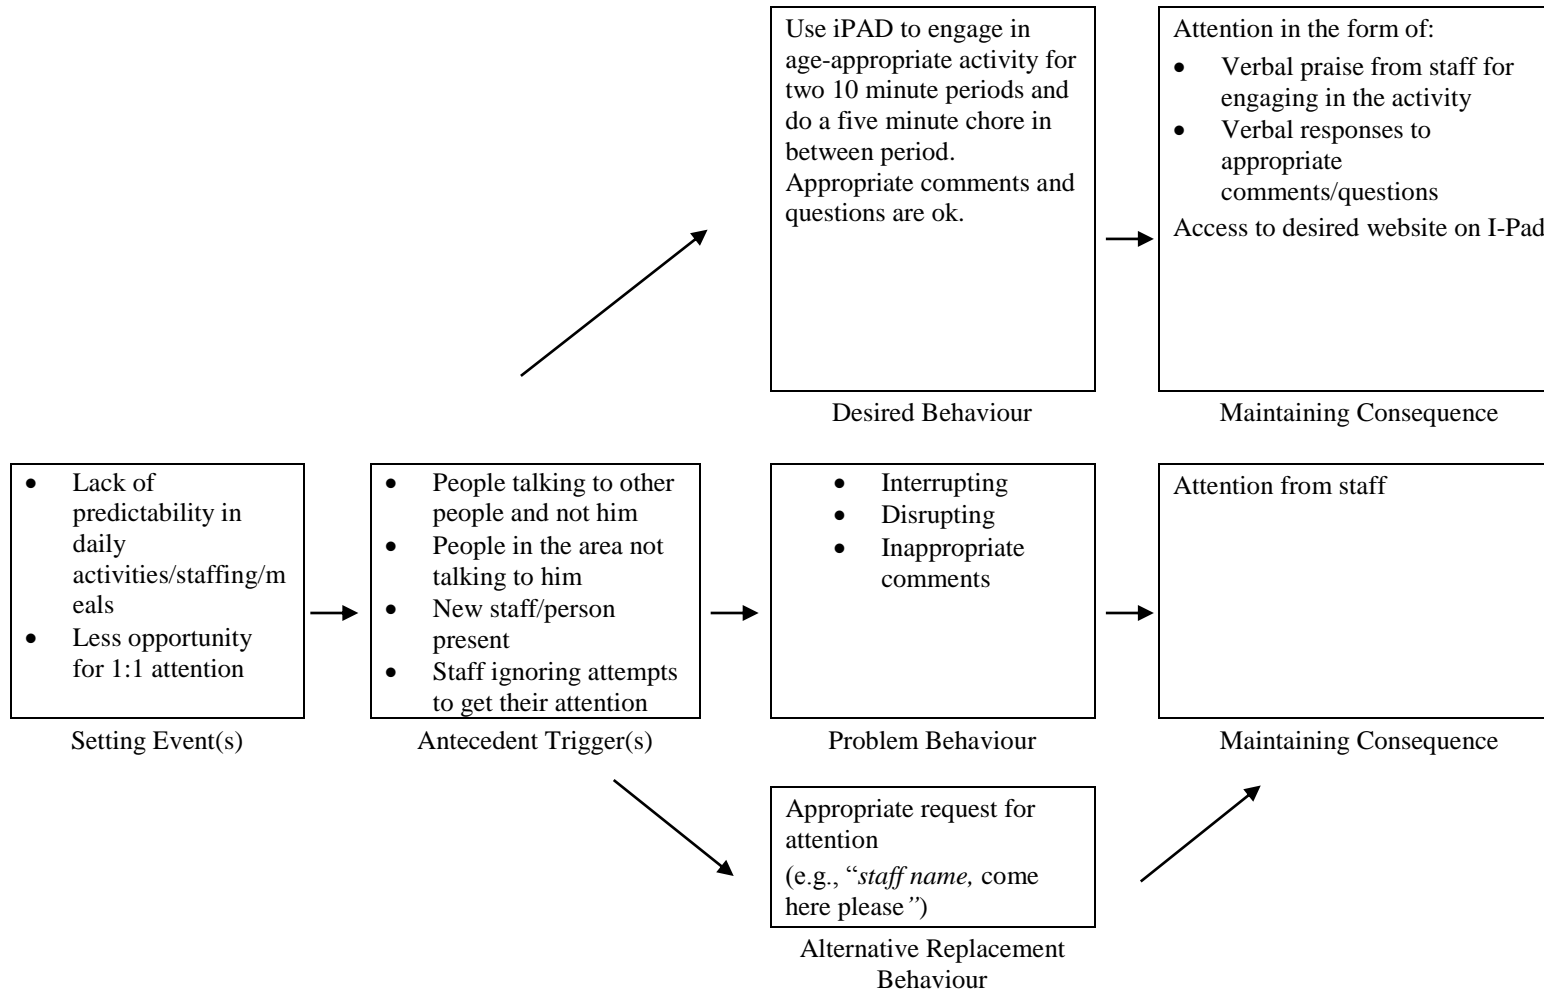 Use iPAD to engage in
age-appropriate activity for
two 10 minute periods and
do a five minute chore in
between period.
Appropriate comments and
questions are ok.
Desired Behaviour
Attention in the form of:
• Verbal praise from staff for
engaging in the activity
• Verbal responses to
appropriate
comments/questions
Access to desired website on I-Pad
Maintaining Consequence
• Lack of
predictability in
daily
activities/staffing/m
eals
• Less opportunity
for 1:1 attention
Setting Event(s)
• People talking to other
people and not him
• People in the area not
talking to him
• New staff/person
present
• Staff ignoring attempts
to get their attention
Antecedent Trigger(s)
• Interrupting
• Disrupting
• Inappropriate
comments
Problem Behaviour
Attention from staff
Maintaining Consequence
Appropriate request for
attention
(e.g., “staff name, come
here please”)
Alternative Replacement
Behaviour